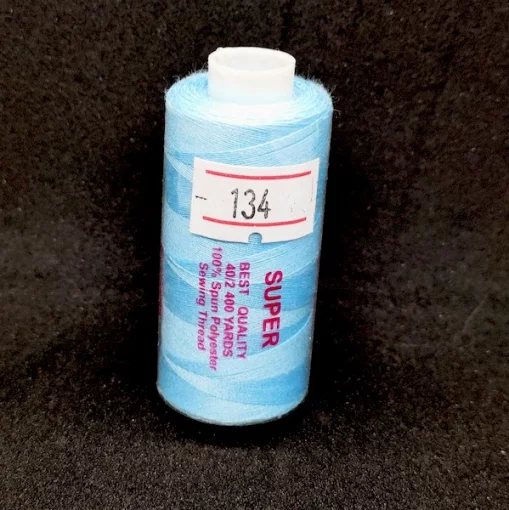 - 134
SUPER
BEST QUALITY
40/2 400 YARDS
100% Spun Polyester
Sewing Thread